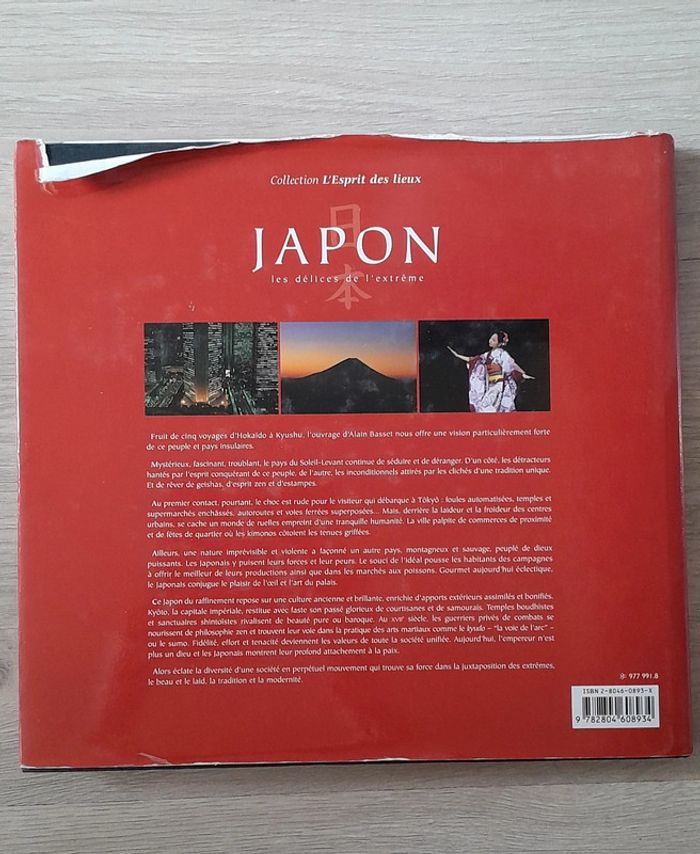 Collection L'Esprit des lieux
日本
JAPON
les délices de l'extrême
Fruit de cinq voyages d'Hokaïdo à Kyushu, l'ouvrage d'Alain Basset nous offre une vision particulièrement forte
de ce peuple et pays insulaires.
Mystérieux, fascinant, troublant, le pays du Soleil-Levant continue de séduire et de déranger. D'un côté, les détracteurs
hantés par l'esprit conquérant de ce peuple, de l'autre, les inconditionnels attirés par les clichés d'une tradition unique.
Et de rêver de geishas, d'esprit zen et d'estampes.
Au premier contact, pourtant, le choc est rude pour le visiteur qui débarque à Tōkyō : foules automatisées, temples et
supermarchés enchâssés, autoroutes et voies ferrées superposées... Mais, derrière la laideur et la froideur des centres
urbains, se cache un monde de ruelles empreint d'une tranquille humanité. La ville palpite de commerces de proximité
et de fêtes de quartier où les kimonos côtoient les tenues griffées.
Ailleurs, une nature imprévisible et violente a façonné un autre pays, montagneux et sauvage, peuplé de dieux
puissants. Les Japonais y puisent leurs forces et leur peurs. Le souci de l'idéal pousse les habitants des campagnes
à offrir le meilleur de leurs productions ainsi que dans les marchés aux poissons. Gourmet aujourd'hui éclectique,
le Japonais conjugue le plaisir de l'œil et l'art du palais.
Ce Japon du raffinement repose sur une culture ancienne et brillante, enrichie d'apports extérieurs assimilés et bonifiés.
Kyōto, la capitale impériale, restitue avec faste son passé glorieux de courtisanes et de samouraïs. Temples boudhistes
et sanctuaires shintoïstes rivalisent de beauté pure ou baroque. Au XVIIe siècle, les guerriers privés de combats se
nourissent de philosophie zen et trouvent leur voie dans la pratique des arts martiaux comme le kyudo – "la voie de l'arc" –
ou le sumo. Fidélité, effort et tenacité deviennent les valeurs de toute la société unifiée. Aujourd'hui, l'empereur n'est
plus un dieu et les Japonais montrent leur profond attachement à la paix.
Alors éclate la diversité d'une société en perpétuel mouvement qui trouve sa force dans la juxtaposition des extrêmes,
le beau et le laid, la tradition et la modernité.
977 991.8
ISBN 2-8046-0893-X
9 782804 608934